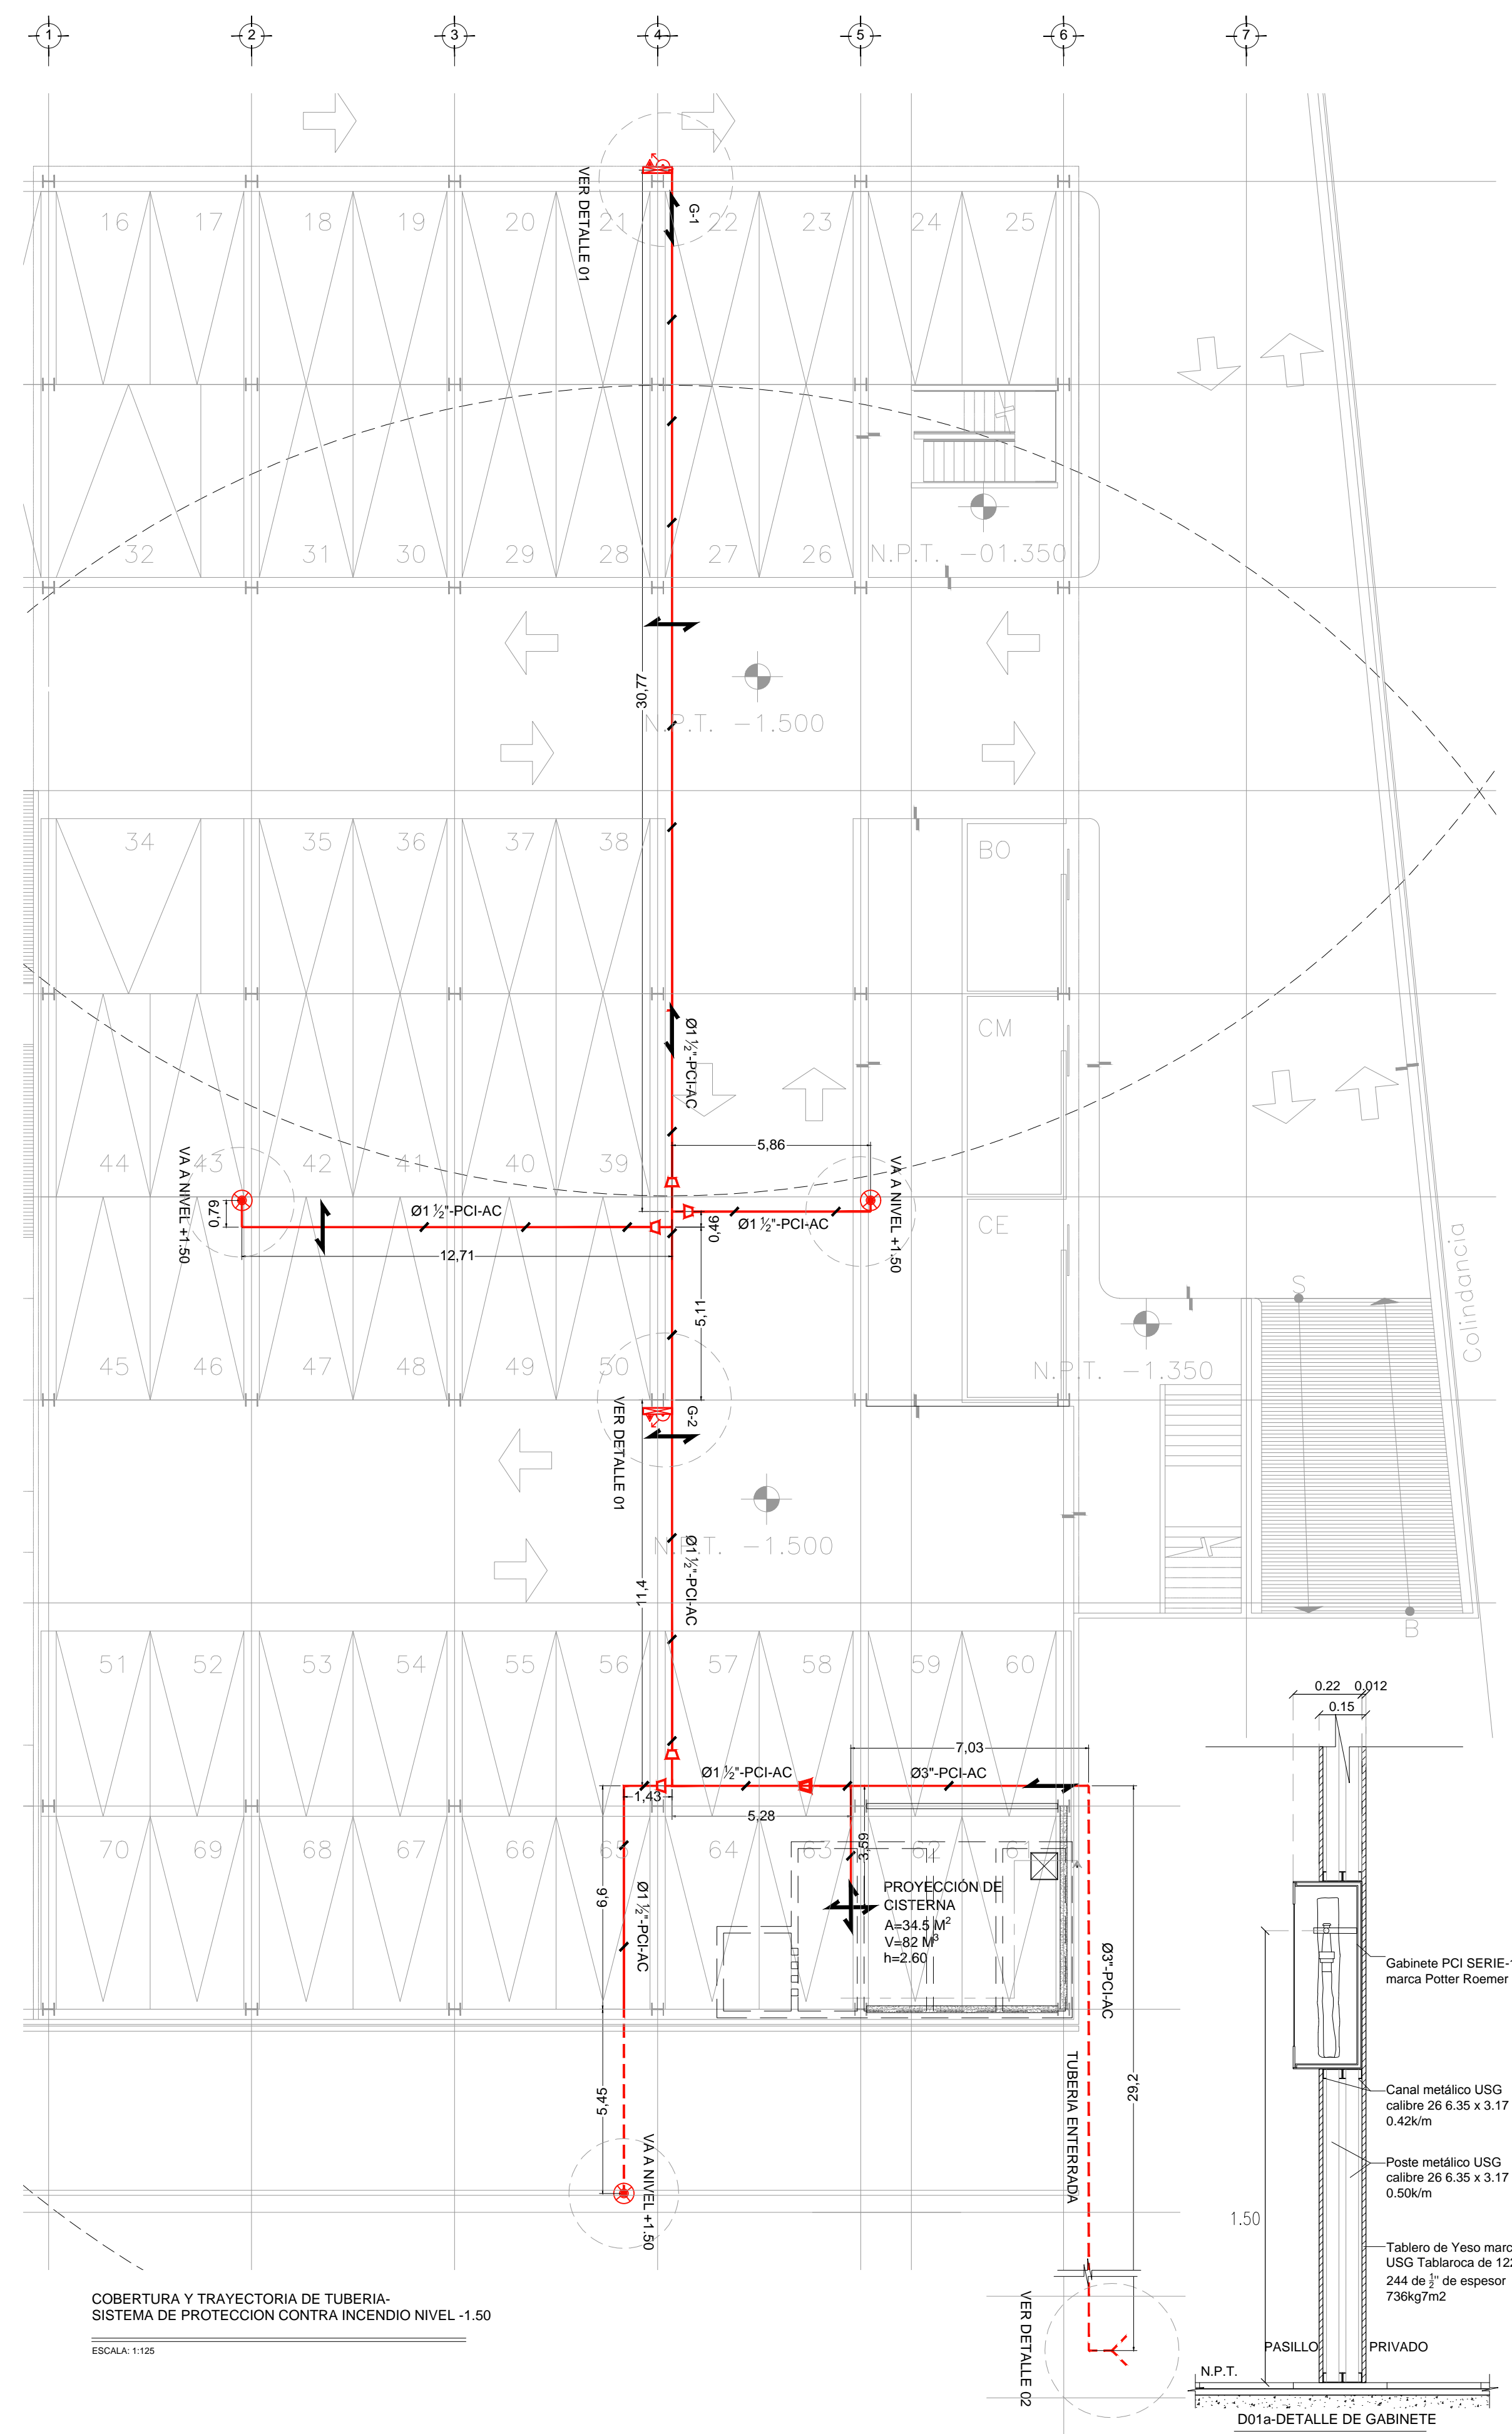 1 2 3 4 5 6 7
VER DETALLE 01
G-1
16 17 18 19 20 21 22 23 24 25
32 31 30 29 28 27 26
N.P.T. -01.350
30,77
N.P.T. -1.500
34 35 36 37 38
BO
CM
Ø1 ½"-PCI-AC
5,86
44 43 42 41 40 39
VA A NIVEL +1.50
0,79
Ø1 ½"-PCI-AC
12,71
0,46
Ø1 ½"-PCI-AC
VA A NIVEL +1.50
CE
Colindancia
S
5,11
45 46 47 48 49 50
N.P.T. -1.350
VER DETALLE 01
G-2
N.P.T. -1.500
Ø1 ½"-PCI-AC
11,4
B
51 52 53 54 55 56 57 58 59 60
7,03
Ø1 ½"-PCI-AC
Ø3"-PCI-AC
1,43
5,28
3,59
70 69 68 67 66 65 64 63 62 61
6,6
Ø1 ½"-PCI-AC
PROYECCIÓN DE
CISTERNA
A=34.5 M2
V=82 M3
h=2.60
Ø3"-PCI-AC
TUBERIA ENTERRADA
29,2
5,45
VA A NIVEL +1.50
VER DETALLE 02
COBERTURA Y TRAYECTORIA DE TUBERIA-
SISTEMA DE PROTECCION CONTRA INCENDIO NIVEL -1.50
ESCALA: 1:125
0.22 0,012
0.15
Gabinete PCI SERIE-
marca Potter Roemer
Canal metálico USG
calibre 26 6.35 x 3.17
0.42k/m
Poste metálico USG
calibre 26 6.35 x 3.17
0.50k/m
1.50
Tablero de Yeso marc
USG Tablaroca de 122
244 de ½" de espesor
736kg7m2
PASILLO PRIVADO
N.P.T.
D01a-DETALLE DE GABINETE